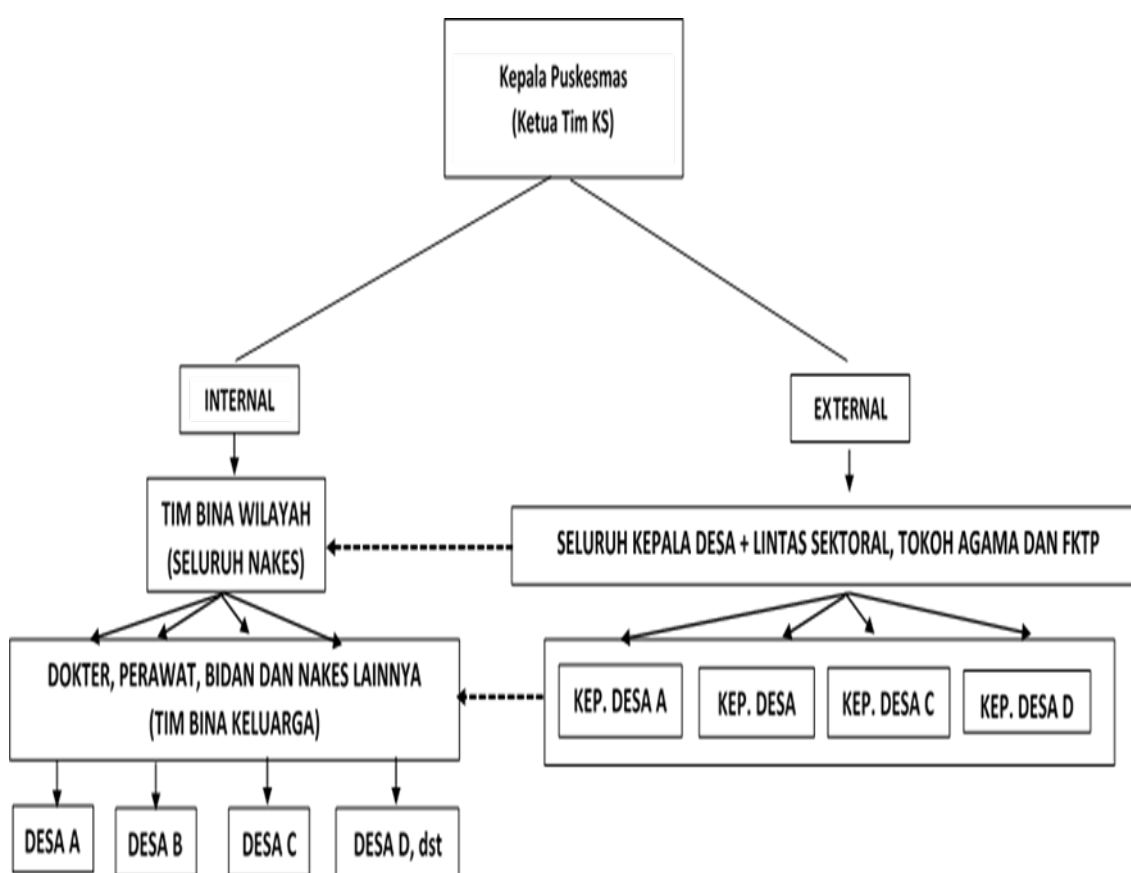 Kepala Puskesmas
(Ketua Tim KS)
INTERNAL
EXTERNAL
TIM BINA WILAYAH
(SELURUH NAKES)
SELURUH KEPALA DESA + LINTAS SEKTORAL, TOKOH AGAMA DAN FKTP
DOKTER, PERAWAT, BIDAN DAN NAKES LAINNYA
(TIM BINA KELUARGA)
KEP. DESA A
KEP. DESA
KEP. DESA C
KEP. DESA D
DESA A
DESA B
DESA C
DESA D, dst